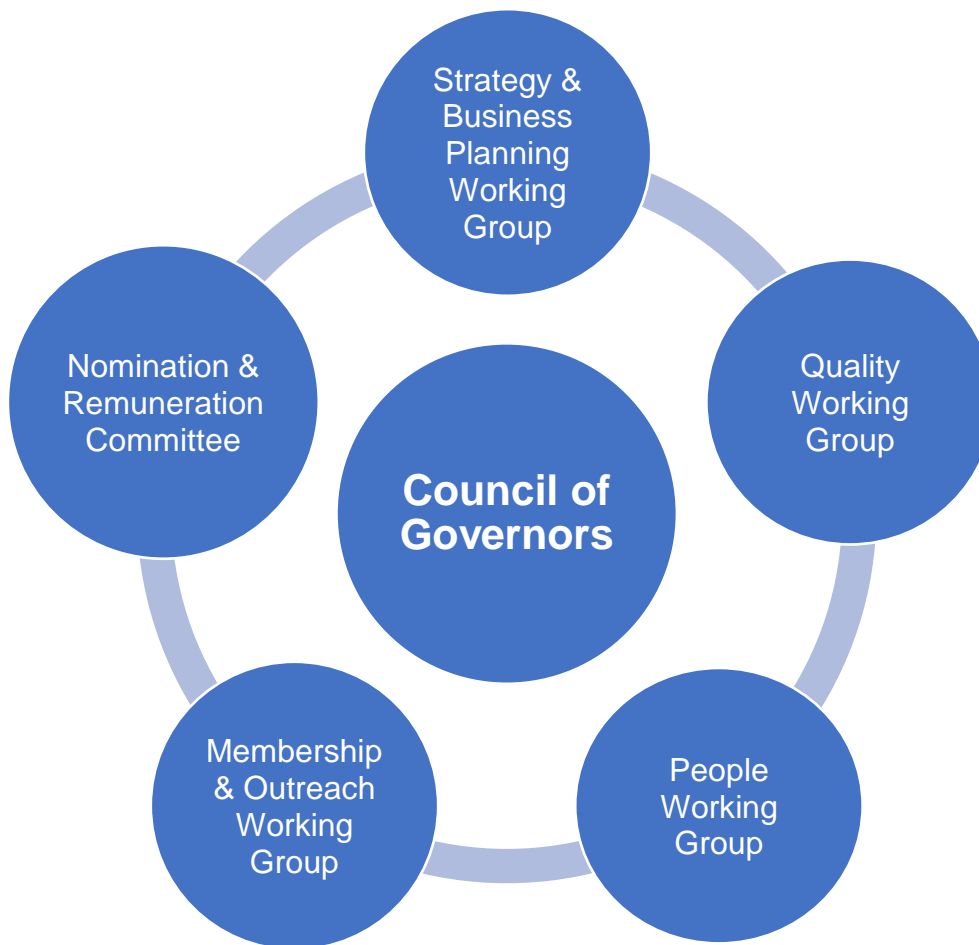 Strategy &
Business
Planning
Working
Group
Nomination &
Remuneration
Committee
Quality
Working
Group
Council of
Governors
Membership
& Outreach
Working
Group
People
Working
Group